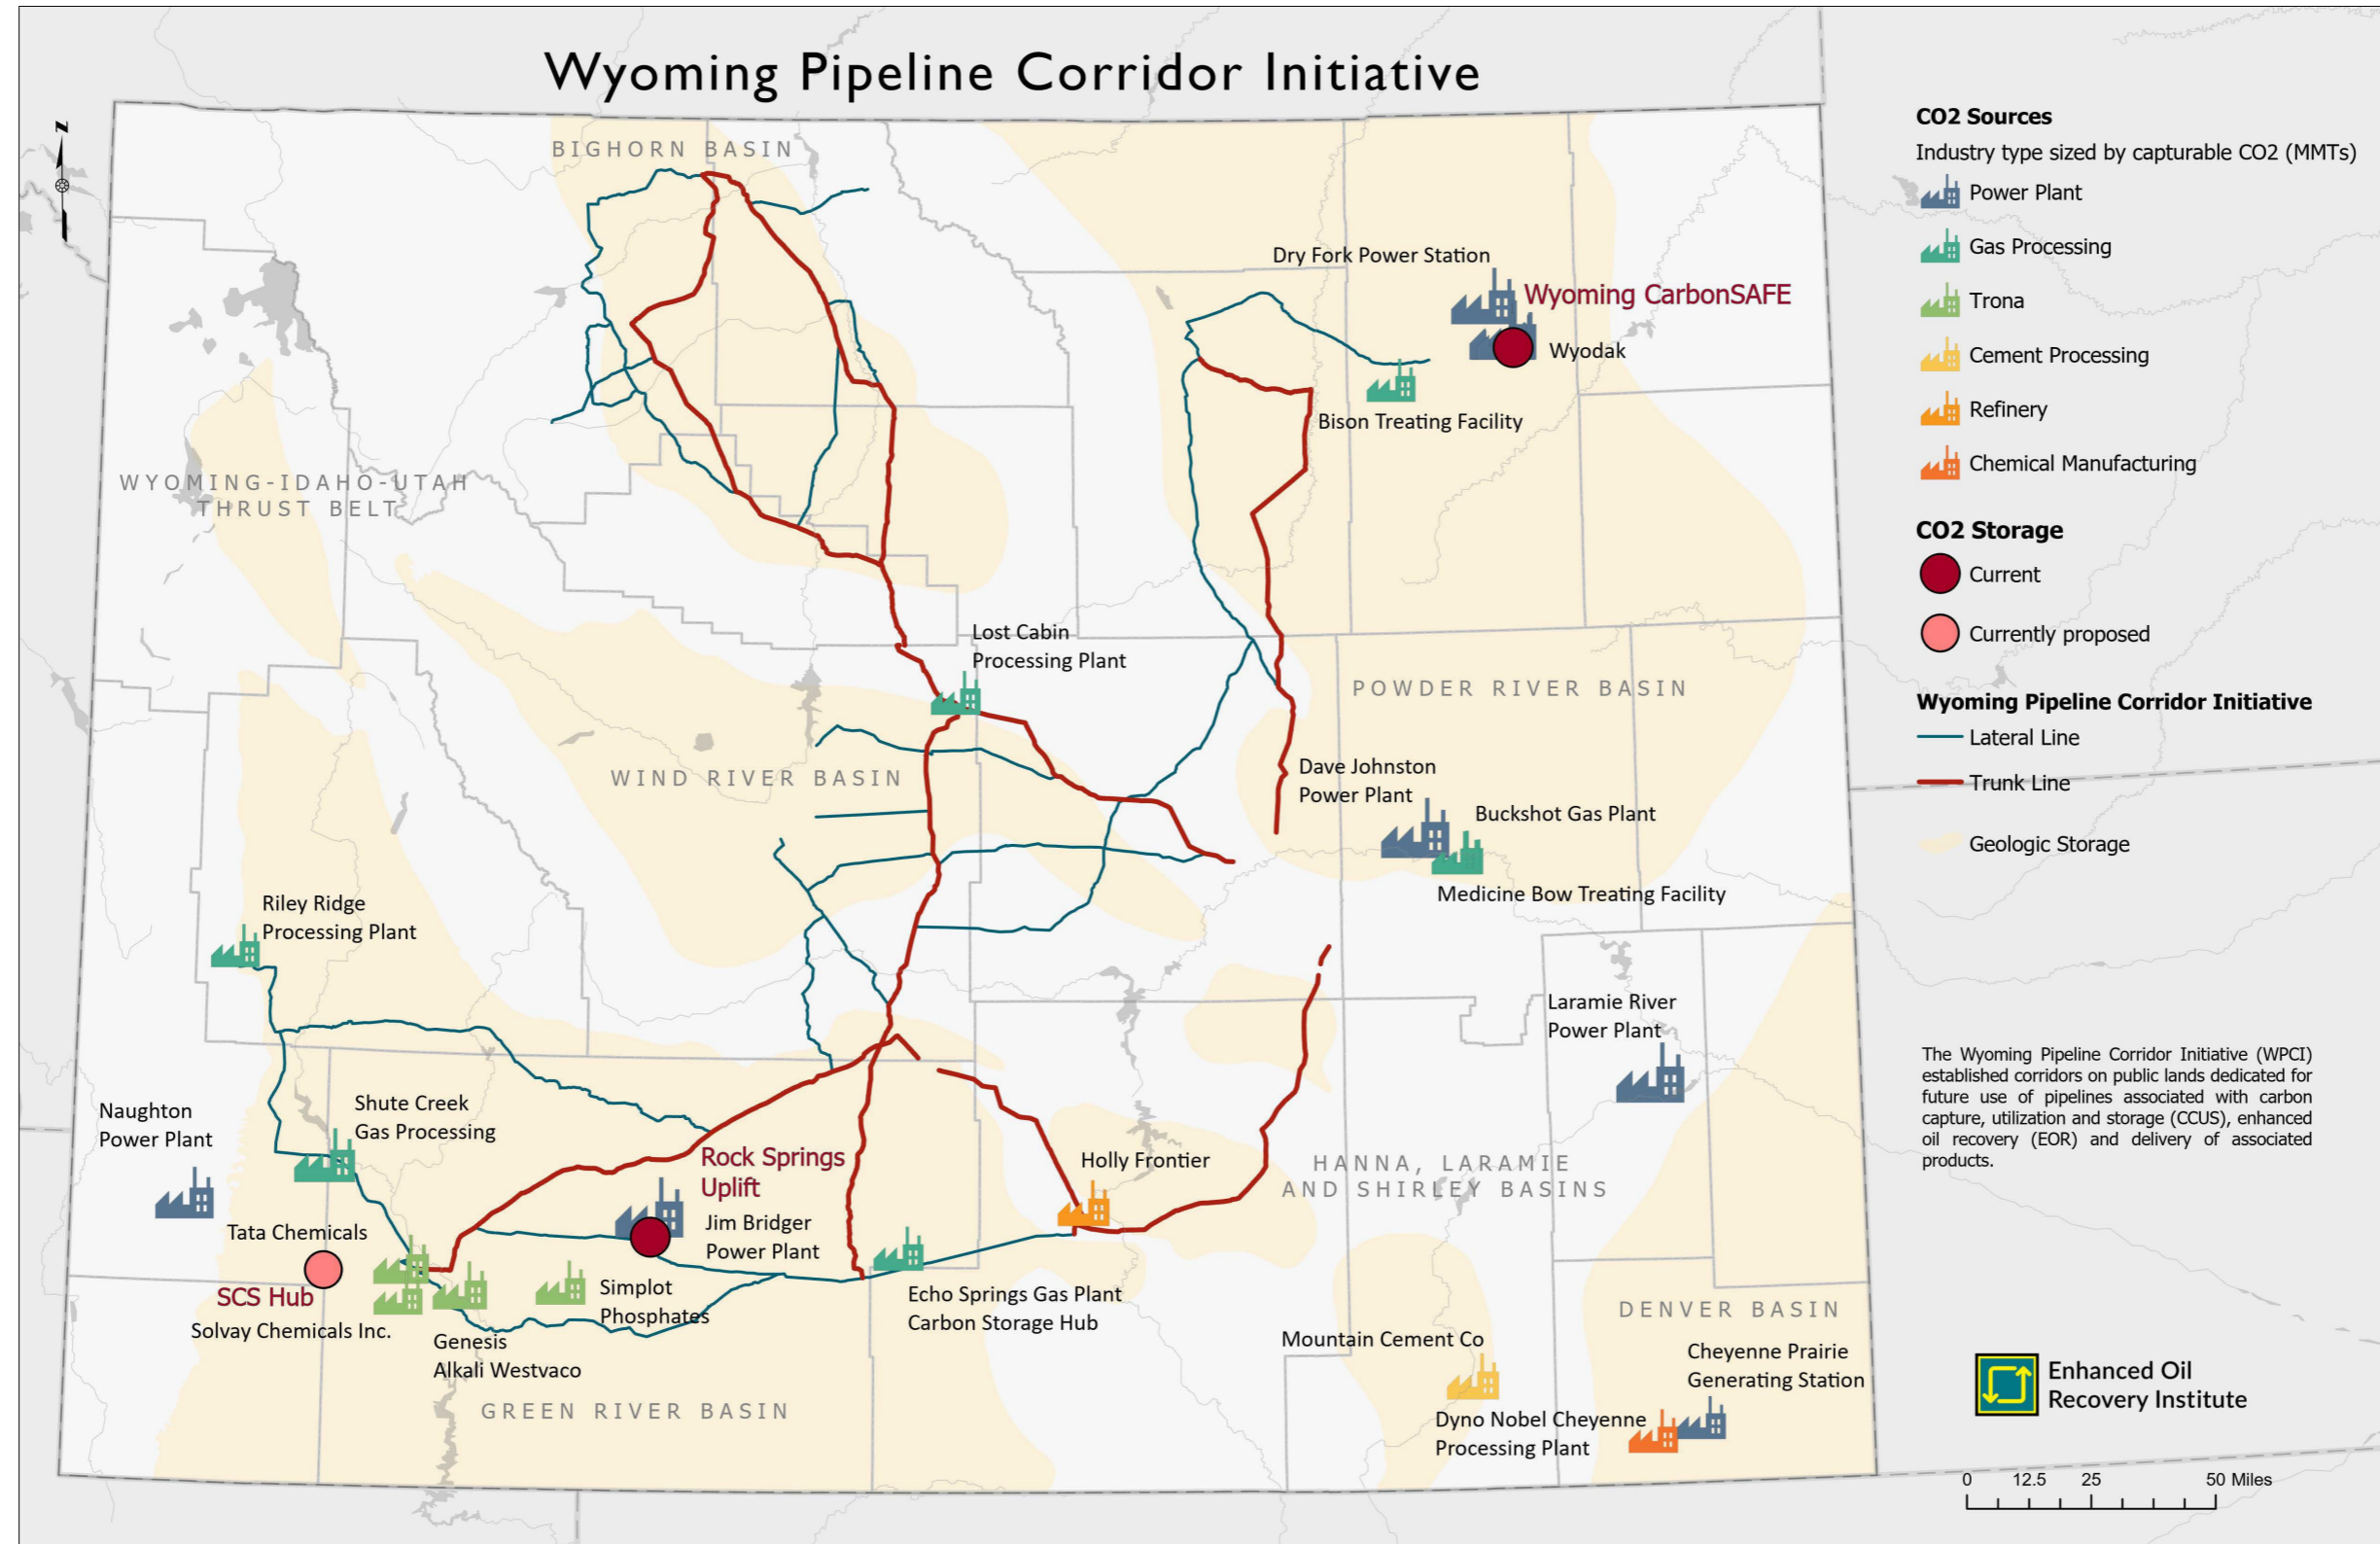 Wyoming Pipeline Corridor Initiative
N
BIGHORN BASIN
Dry Fork Power Station
Wyoming CarbonSAFE
Wyodak
Bison Treating Facility
WYOMING-IDAHO-UTAH
THRUST BELT
Lost Cabin
Processing Plant
POWDER RIVER BASIN
WIND RIVER BASIN
Dave Johnston
Power Plant
Buckshot Gas Plant
Medicine Bow Treating Facility
Riley Ridge
Processing Plant
Laramie River
Power Plant
Naughton
Power Plant
Shute Creek
Gas Processing
Rock Springs
Uplift
Holly Frontier
HANNA, LARAMIE
AND SHIRLEY BASINS
Jim Bridger
Power Plant
Tata Chemicals
SCS Hub
Solvay Chemicals Inc.
Simplot
Phosphates
Genesis
Alkali Westvaco
Echo Springs Gas Plant
Carbon Storage Hub
GREEN RIVER BASIN
DENVER BASIN
Mountain Cement Co
Cheyenne Prairie
Generating Station
Dyno Nobel Cheyenne
Processing Plant
CO2 Sources
Industry type sized by capturable CO2 (MMTs)
Power Plant
Gas Processing
Trona
Cement Processing
Refinery
Chemical Manufacturing
CO2 Storage
Current
Currently proposed
Wyoming Pipeline Corridor Initiative
Lateral Line
Trunk Line
Geologic Storage
The Wyoming Pipeline Corridor Initiative (WPCI)
established corridors on public lands dedicated for
future use of pipelines associated with carbon
capture, utilization and storage (CCUS), enhanced
oil recovery (EOR) and delivery of associated
products.
Enhanced Oil
Recovery Institute
0 12.5 25 50 Miles